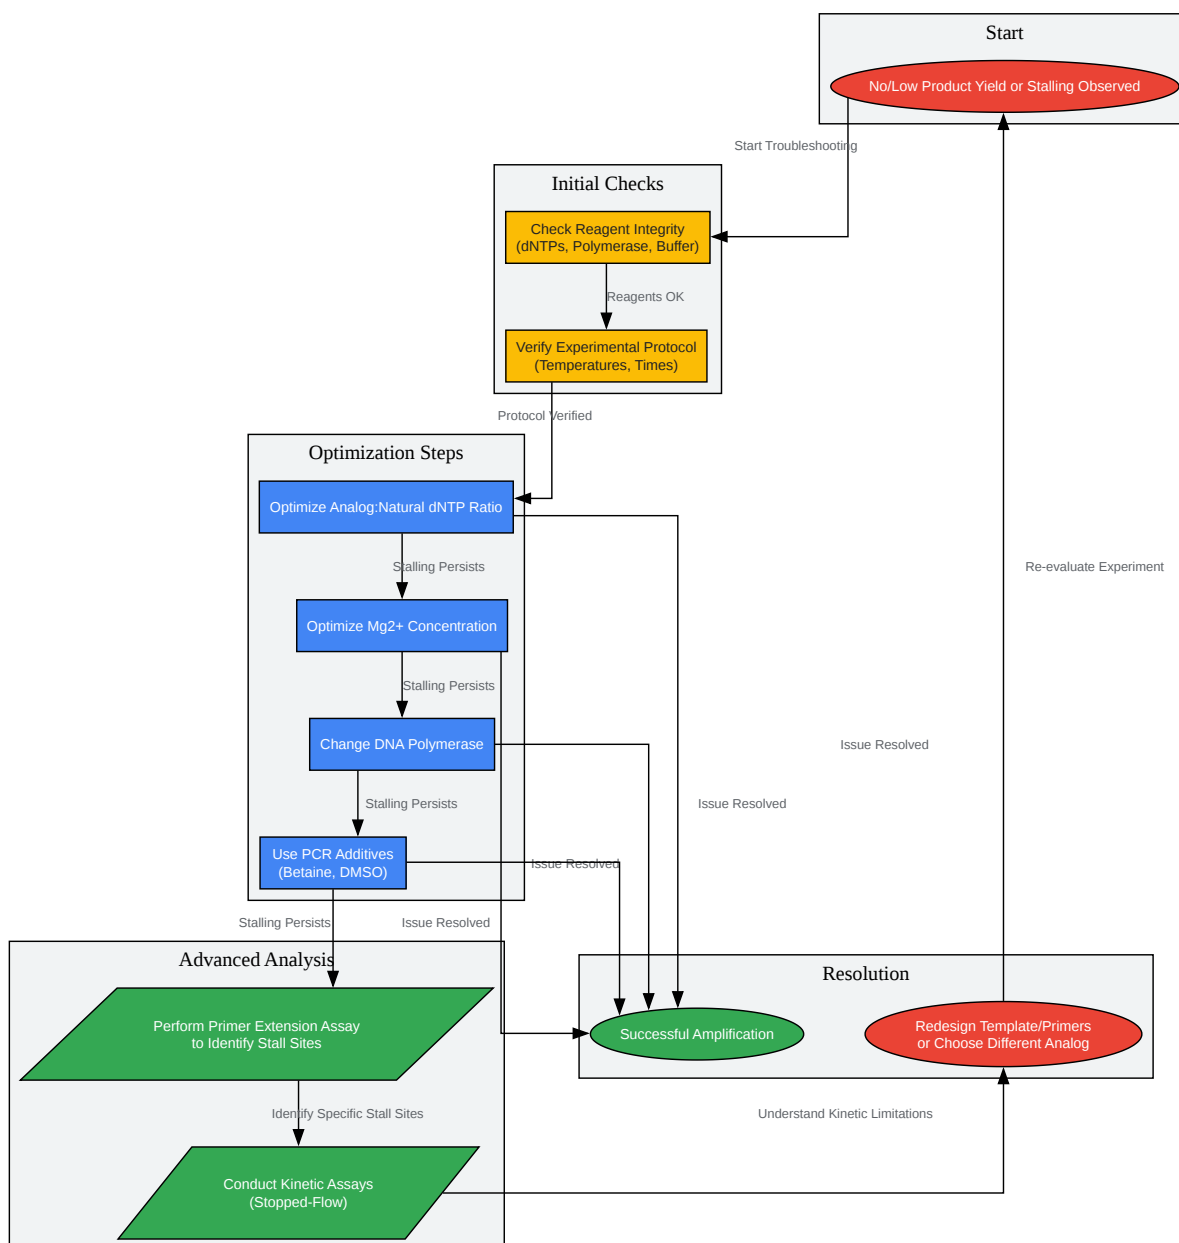 Start
No/Low Product Yield or Stalling Observed
Start Troubleshooting
Initial Checks
Check Reagent Integrity
(dNTPs, Polymerase, Buffer)
Reagents OK
Verify Experimental Protocol
(Temperatures, Times)
Protocol Verified
Optimization Steps
Optimize Analog:Natural dNTP Ratio
Stalling Persists
Re-evaluate Experiment
Optimize Mg2+ Concentration
Stalling Persists
Change DNA Polymerase
Issue Resolved
Stalling Persists
Issue Resolved
Use PCR Additives
(Betaine, DMSO)
Issue Resolved
Stalling Persists
Issue Resolved
Advanced Analysis
Resolution
Perform Primer Extension Assay
to Identify Stall Sites
Successful Amplification
Redesign Template/Primers
or Choose Different Analog
Identify Specific Stall Sites
Understand Kinetic Limitations
Conduct Kinetic Assays
(Stopped-Flow)